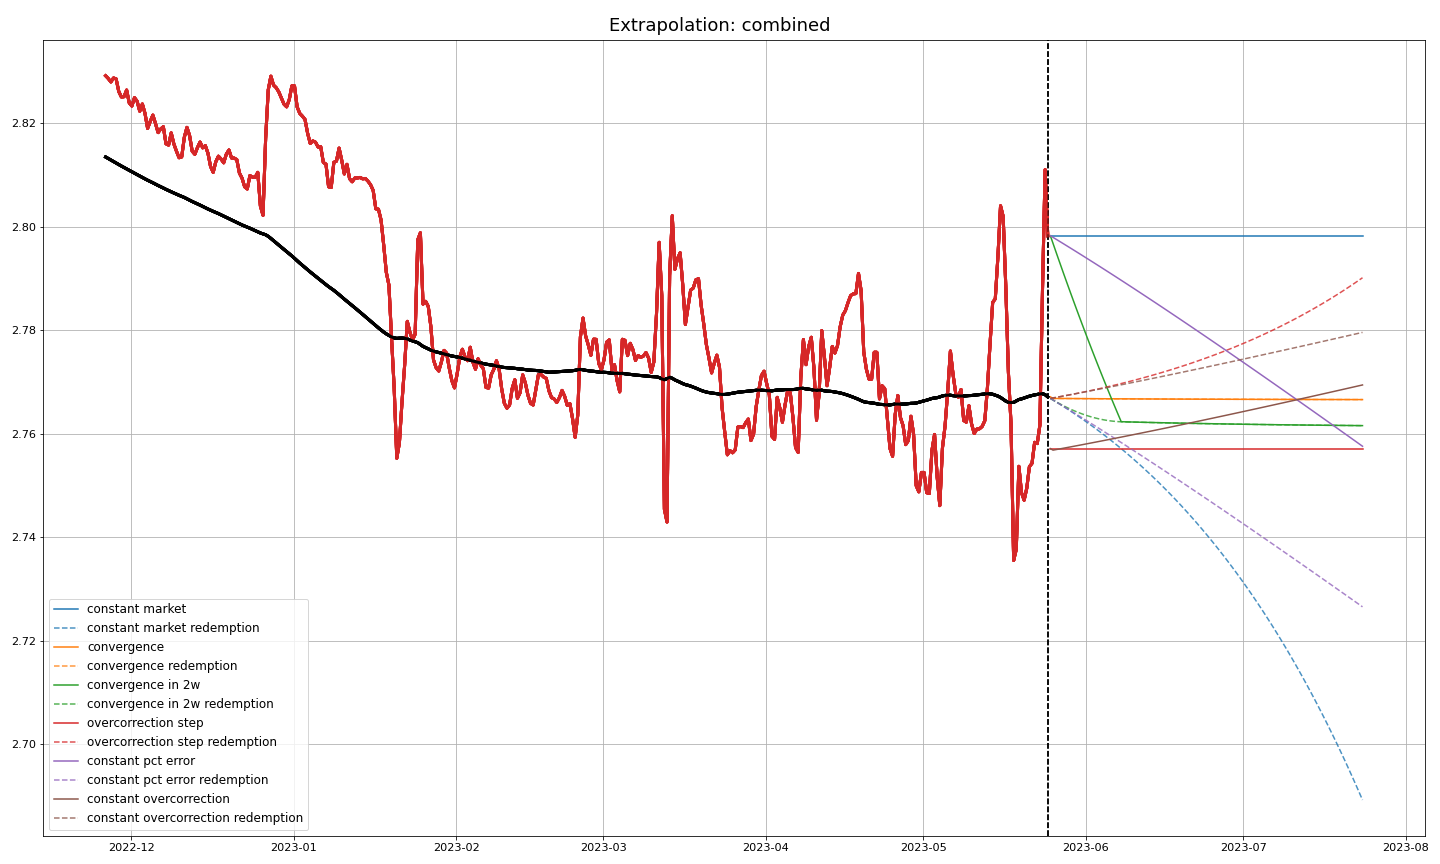 Extrapolation: combined
2.82
2.80
2.78
2.76
2.74
2.72
2.70
constant market
constant market redemption
convergence
convergence redemption
convergence in 2w
convergence in 2w redemption
overcorrection step
overcorrection step redemption
constant pct error
constant pct error redemption
constant overcorrection
constant overcorrection redemption
2022-12 2023-01 2023-02 2023-03 2023-04 2023-05 2023-06 2023-07 2023-08